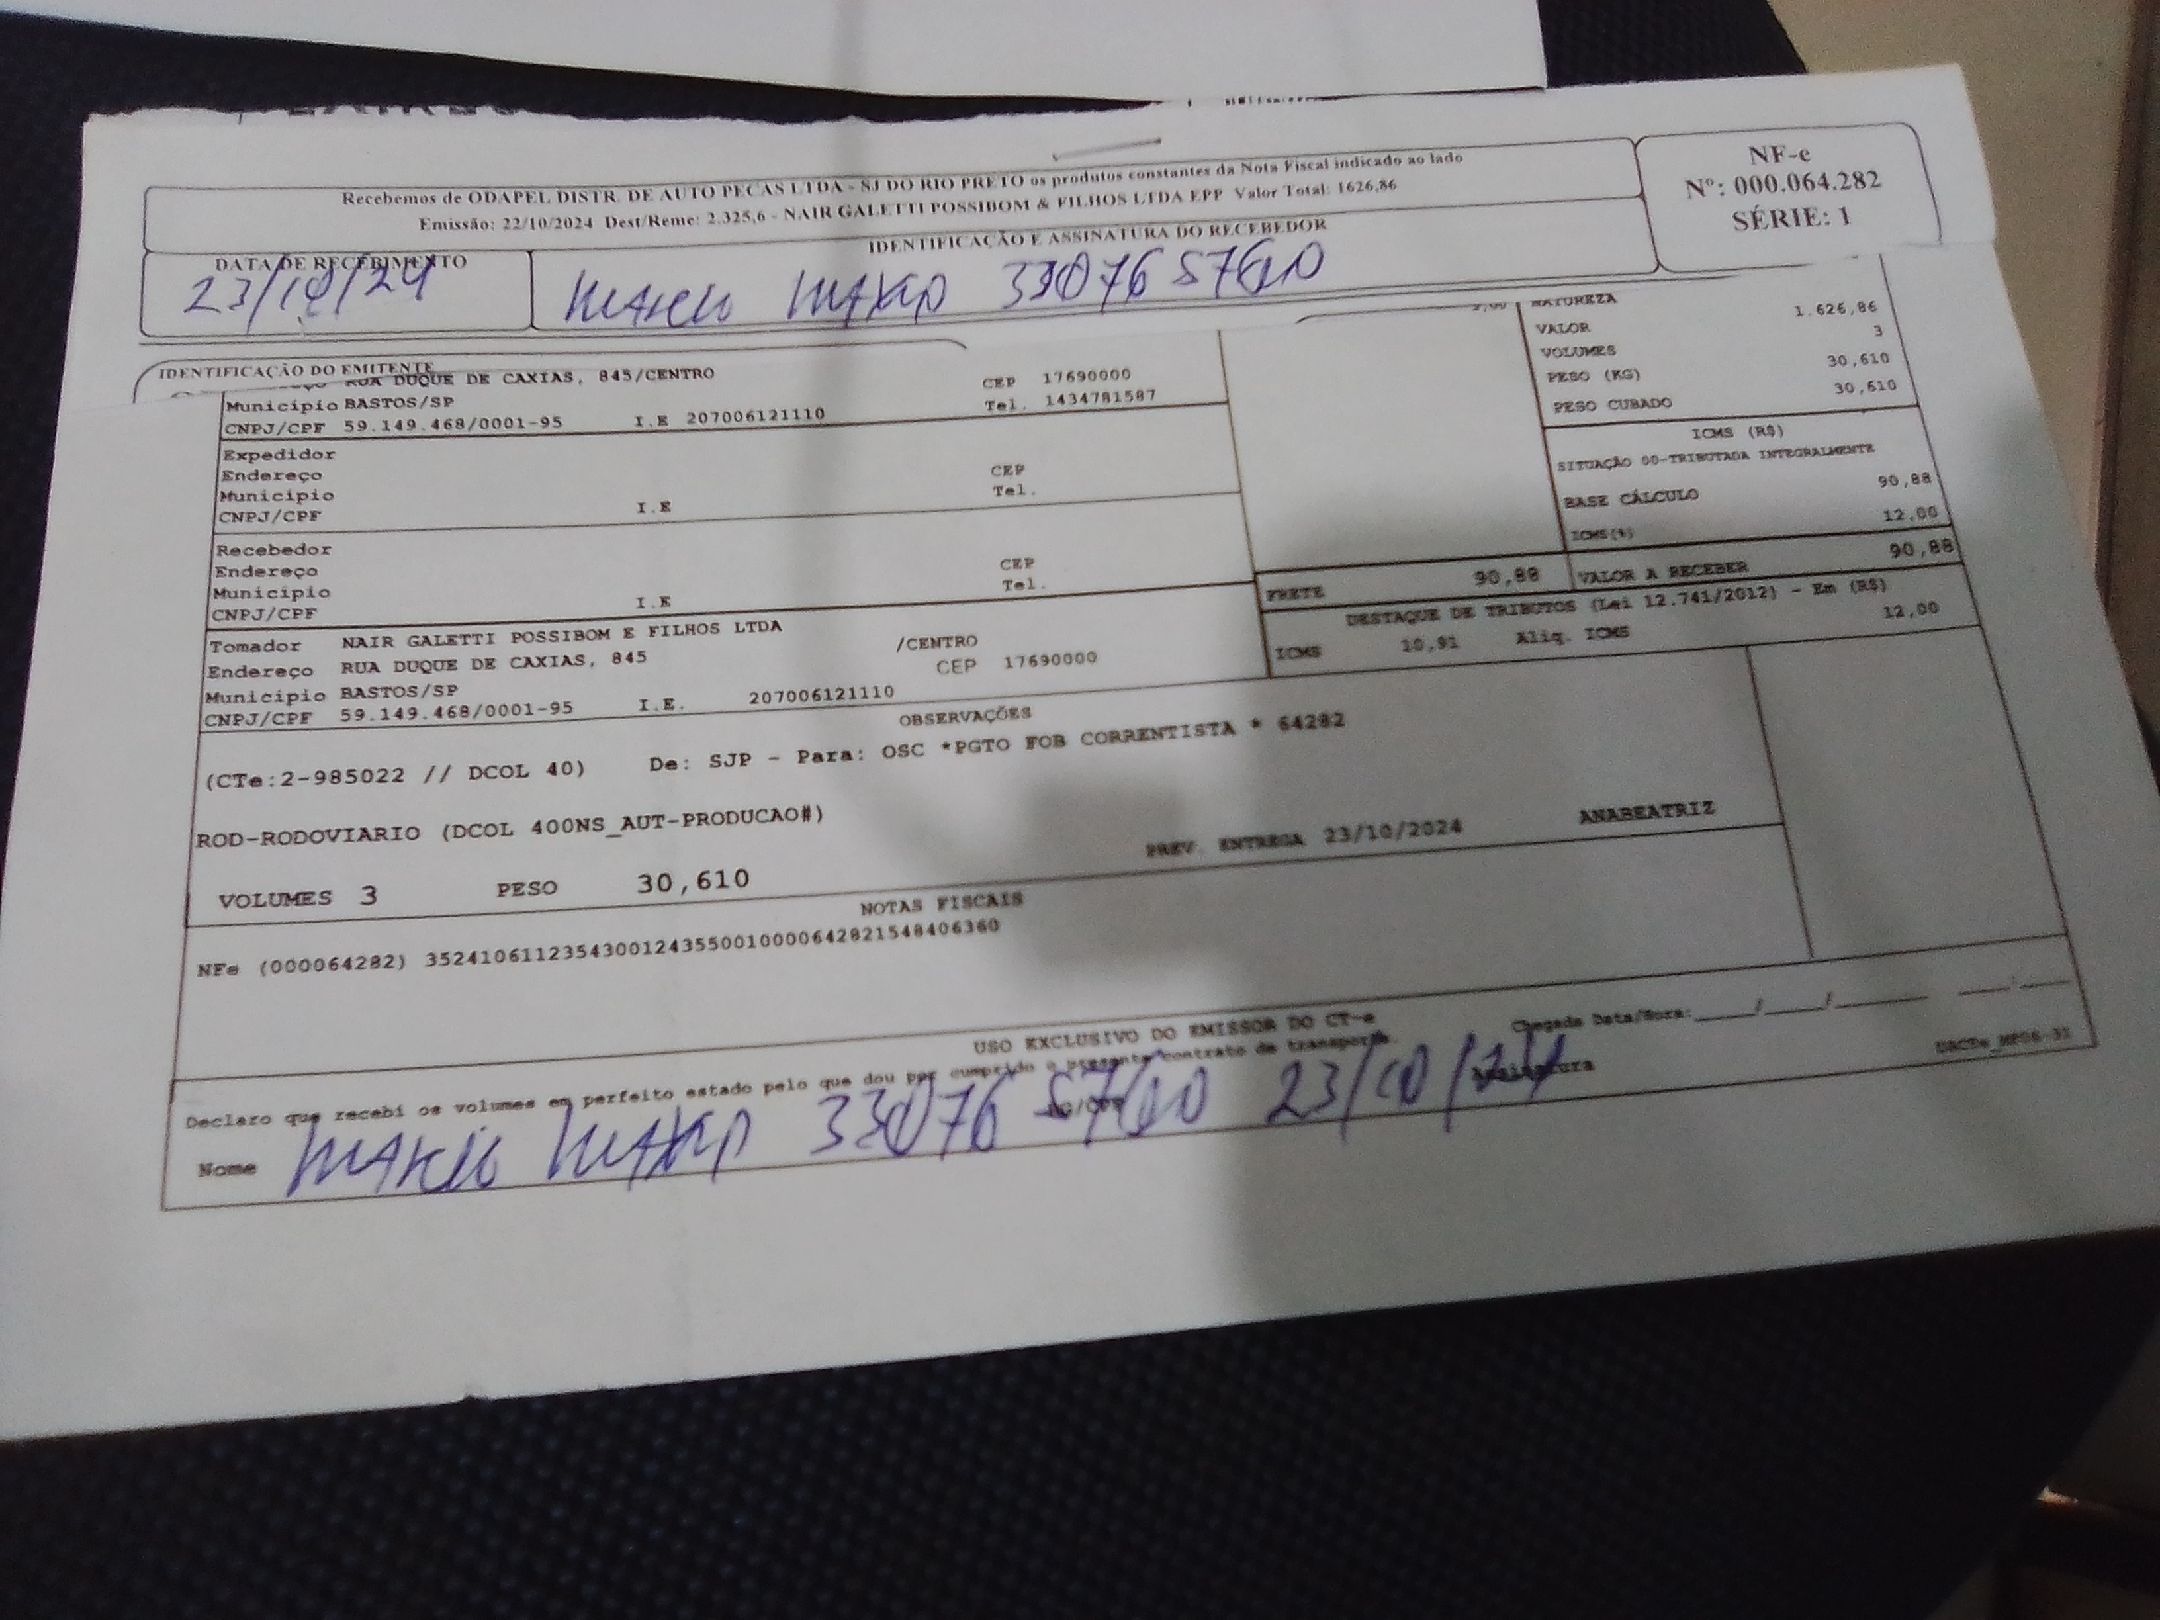 Recebemos de ODAPEL DISTR. DE AUTO PECAS LTDA - SJ DO RIO PRETO os produtos constantes da Nota Fiscal indicado ao lado
Emissão: 22/10/2024 Dest/Reme: 2.325,6 - NAIR GALETTI POSSIBOM & FILHOS LTDA EPP Valor Total: 1626,86
NF-e
Nº: 000.064.282
SÉRIE: 1
DATA DE RECEBIMENTO
23/10/24
IDENTIFICAÇÃO E ASSINATURA DO RECEBEDOR
IDENTIFICAÇÃO DO EMITENTE
RUA DUQUE DE CAXIAS, 845/CENTRO CEP 17690000
Município BASTOS/SP Tel. 1434781587
CNPJ/CPF 59.149.468/0001-95 I.E 207006121110
NATUREZA
VALOR 1.626,86
VOLUMES 3
PESO (KG) 30,610
PESO CUBADO 30,610
Expedidor
Endereço CEP
Município Tel.
CNPJ/CPF I.E
ICMS (R$)
SITUAÇÃO 00-TRIBUTADA INTEGRALMENTE
BASE CÁLCULO 90,88
ICMS(%) 12,00
Recebedor
Endereço CEP
Município Tel.
CNPJ/CPF I.E
FRETE 90,88 VALOR A RECEBER 90,88
DESTAQUE DE TRIBUTOS (Lei 12.741/2012) - Em (R$)
ICMS 10,91 Aliq. ICMS 12,00
Tomador NAIR GALETTI POSSIBOM E FILHOS LTDA
Endereço RUA DUQUE DE CAXIAS, 845 /CENTRO
Município BASTOS/SP CEP 17690000
CNPJ/CPF 59.149.468/0001-95 I.E. 207006121110
OBSERVAÇÕES
(CTe:2-985022 // DCOL 40) De: SJP - Para: OSC *PGTO FOB CORRENTISTA * 64282
ROD-RODOVIARIO (DCOL 400NS_AUT-PRODUCAO#)
PREV. ENTREGA 23/10/2024 ANABEATRIZ
VOLUMES 3 PESO 30,610
NOTAS FISCAIS
NFe (000064282) 35241061123543001243550010000642821548406360
USO EXCLUSIVO DO EMISSOR DO CT-e
Declaro que recebi os volumes em perfeito estado pelo que dou por cumprido o presente contrato de transporte.
Chegada Data/Hora: / /
Nome 23/10/24
Assinatura